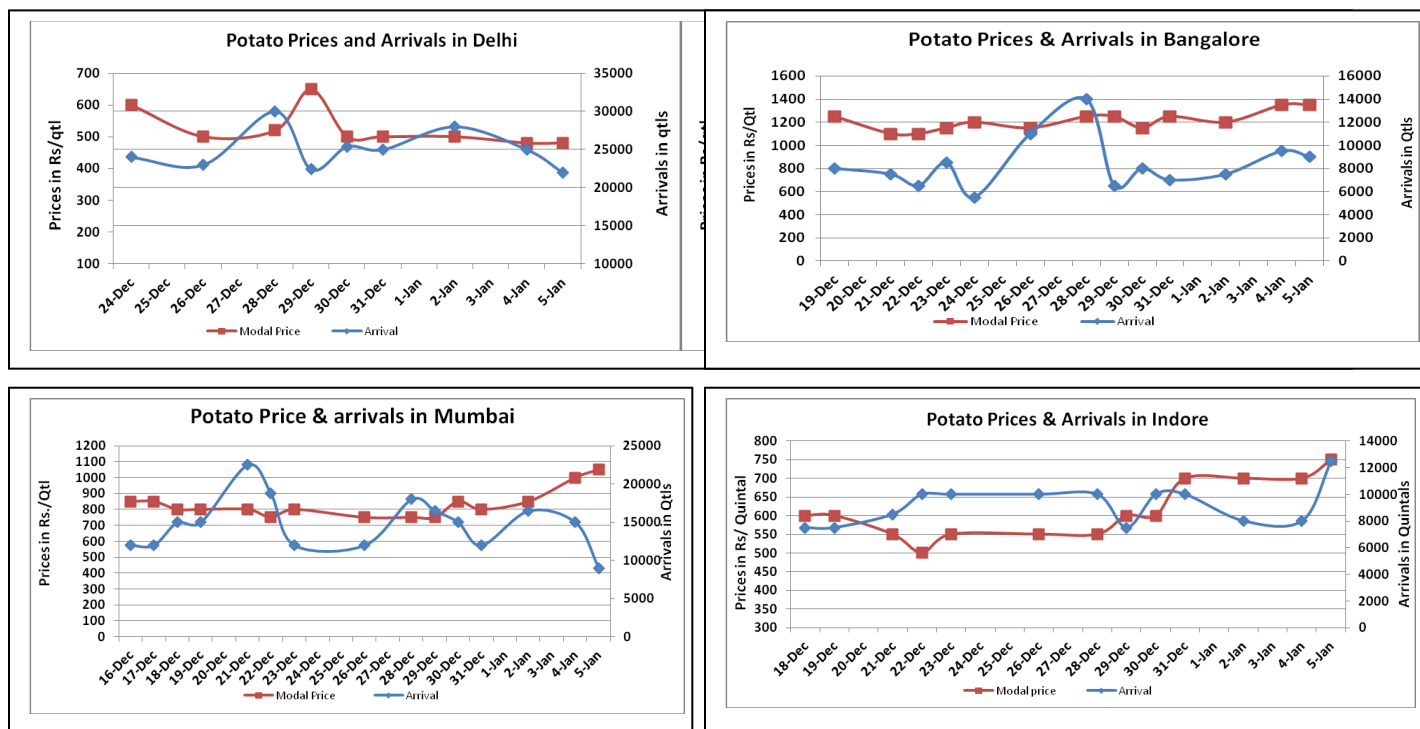 Potato Prices and Arrivals in Delhi
Prices in Rs/qtl
700
600
500
400
300
200
100
35000
30000
25000
20000
15000
10000
Arrivals in qtls
24-Dec
25-Dec
26-Dec
27-Dec
28-Dec
29-Dec
30-Dec
31-Dec
1-Jan
2-Jan
3-Jan
4-Jan
5-Jan
Modal Price
Arrival
Potato Prices & Arrivals in Bangalore
Prices in Rs/Qtl
1600
1400
1200
1000
800
600
400
200
0
16000
14000
12000
10000
8000
6000
4000
2000
0
Arrivals in Qtls
19-Dec
20-Dec
21-Dec
22-Dec
23-Dec
24-Dec
25-Dec
26-Dec
27-Dec
28-Dec
29-Dec
30-Dec
31-Dec
1-Jan
2-Jan
3-Jan
4-Jan
5-Jan
Modal Price
Arrival
Potato Price & arrivals in Mumbai
Prices in Rs./Qtl
1200
1100
1000
900
800
700
600
500
400
300
200
100
0
25000
20000
15000
10000
5000
0
Arrivals in Qtls
16-Dec
17-Dec
18-Dec
19-Dec
20-Dec
21-Dec
22-Dec
23-Dec
24-Dec
25-Dec
26-Dec
27-Dec
28-Dec
29-Dec
30-Dec
31-Dec
1-Jan
2-Jan
3-Jan
4-Jan
5-Jan
Modal Price
Arrival
Potato Prices & Arrivals in Indore
Prices in Rs/ Quintal
800
750
700
650
600
550
500
450
400
350
300
14000
12000
10000
8000
6000
4000
2000
0
Arrivals in Quintals
18-Dec
19-Dec
20-Dec
21-Dec
22-Dec
23-Dec
24-Dec
25-Dec
26-Dec
27-Dec
28-Dec
29-Dec
30-Dec
31-Dec
1-Jan
2-Jan
3-Jan
4-Jan
5-Jan
Modal price
Arrival